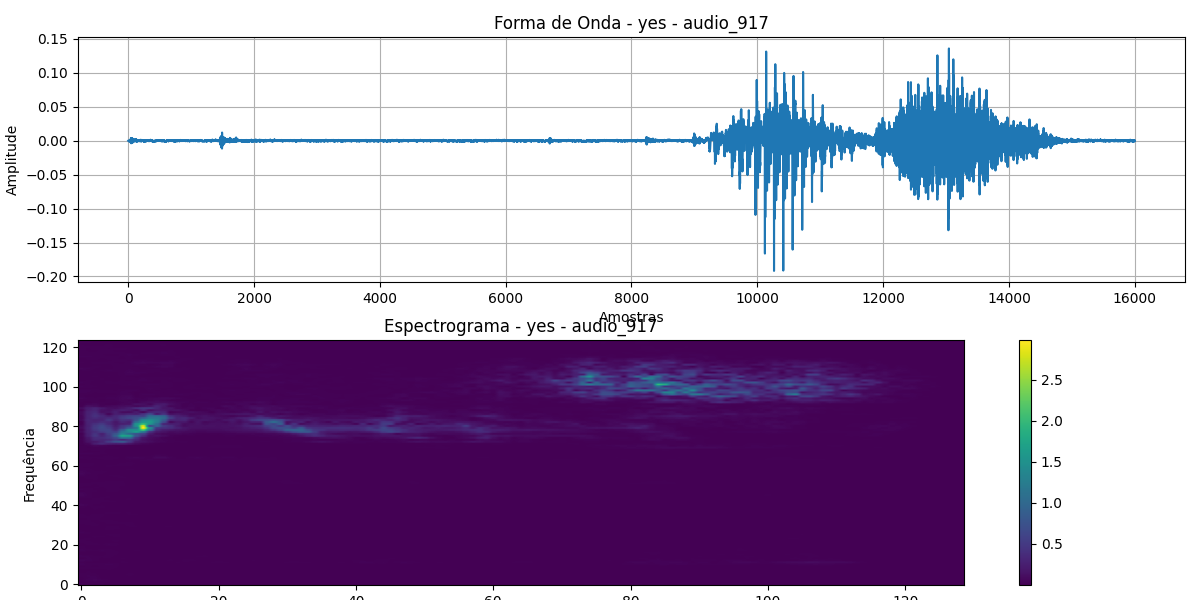 Forma de Onda - yes - audio_917
0.15
0.10
0.05
0.00
−0.05
−0.10
−0.15
−0.20
Amplitude
0 2000 4000 6000 8000 10000 12000 14000 16000
Amostras
Espectrograma - yes - audio_917
120
100
80
60
40
20
0
Frequência
0 20 40 60 80 100 120
2.5
2.0
1.5
1.0
0.5